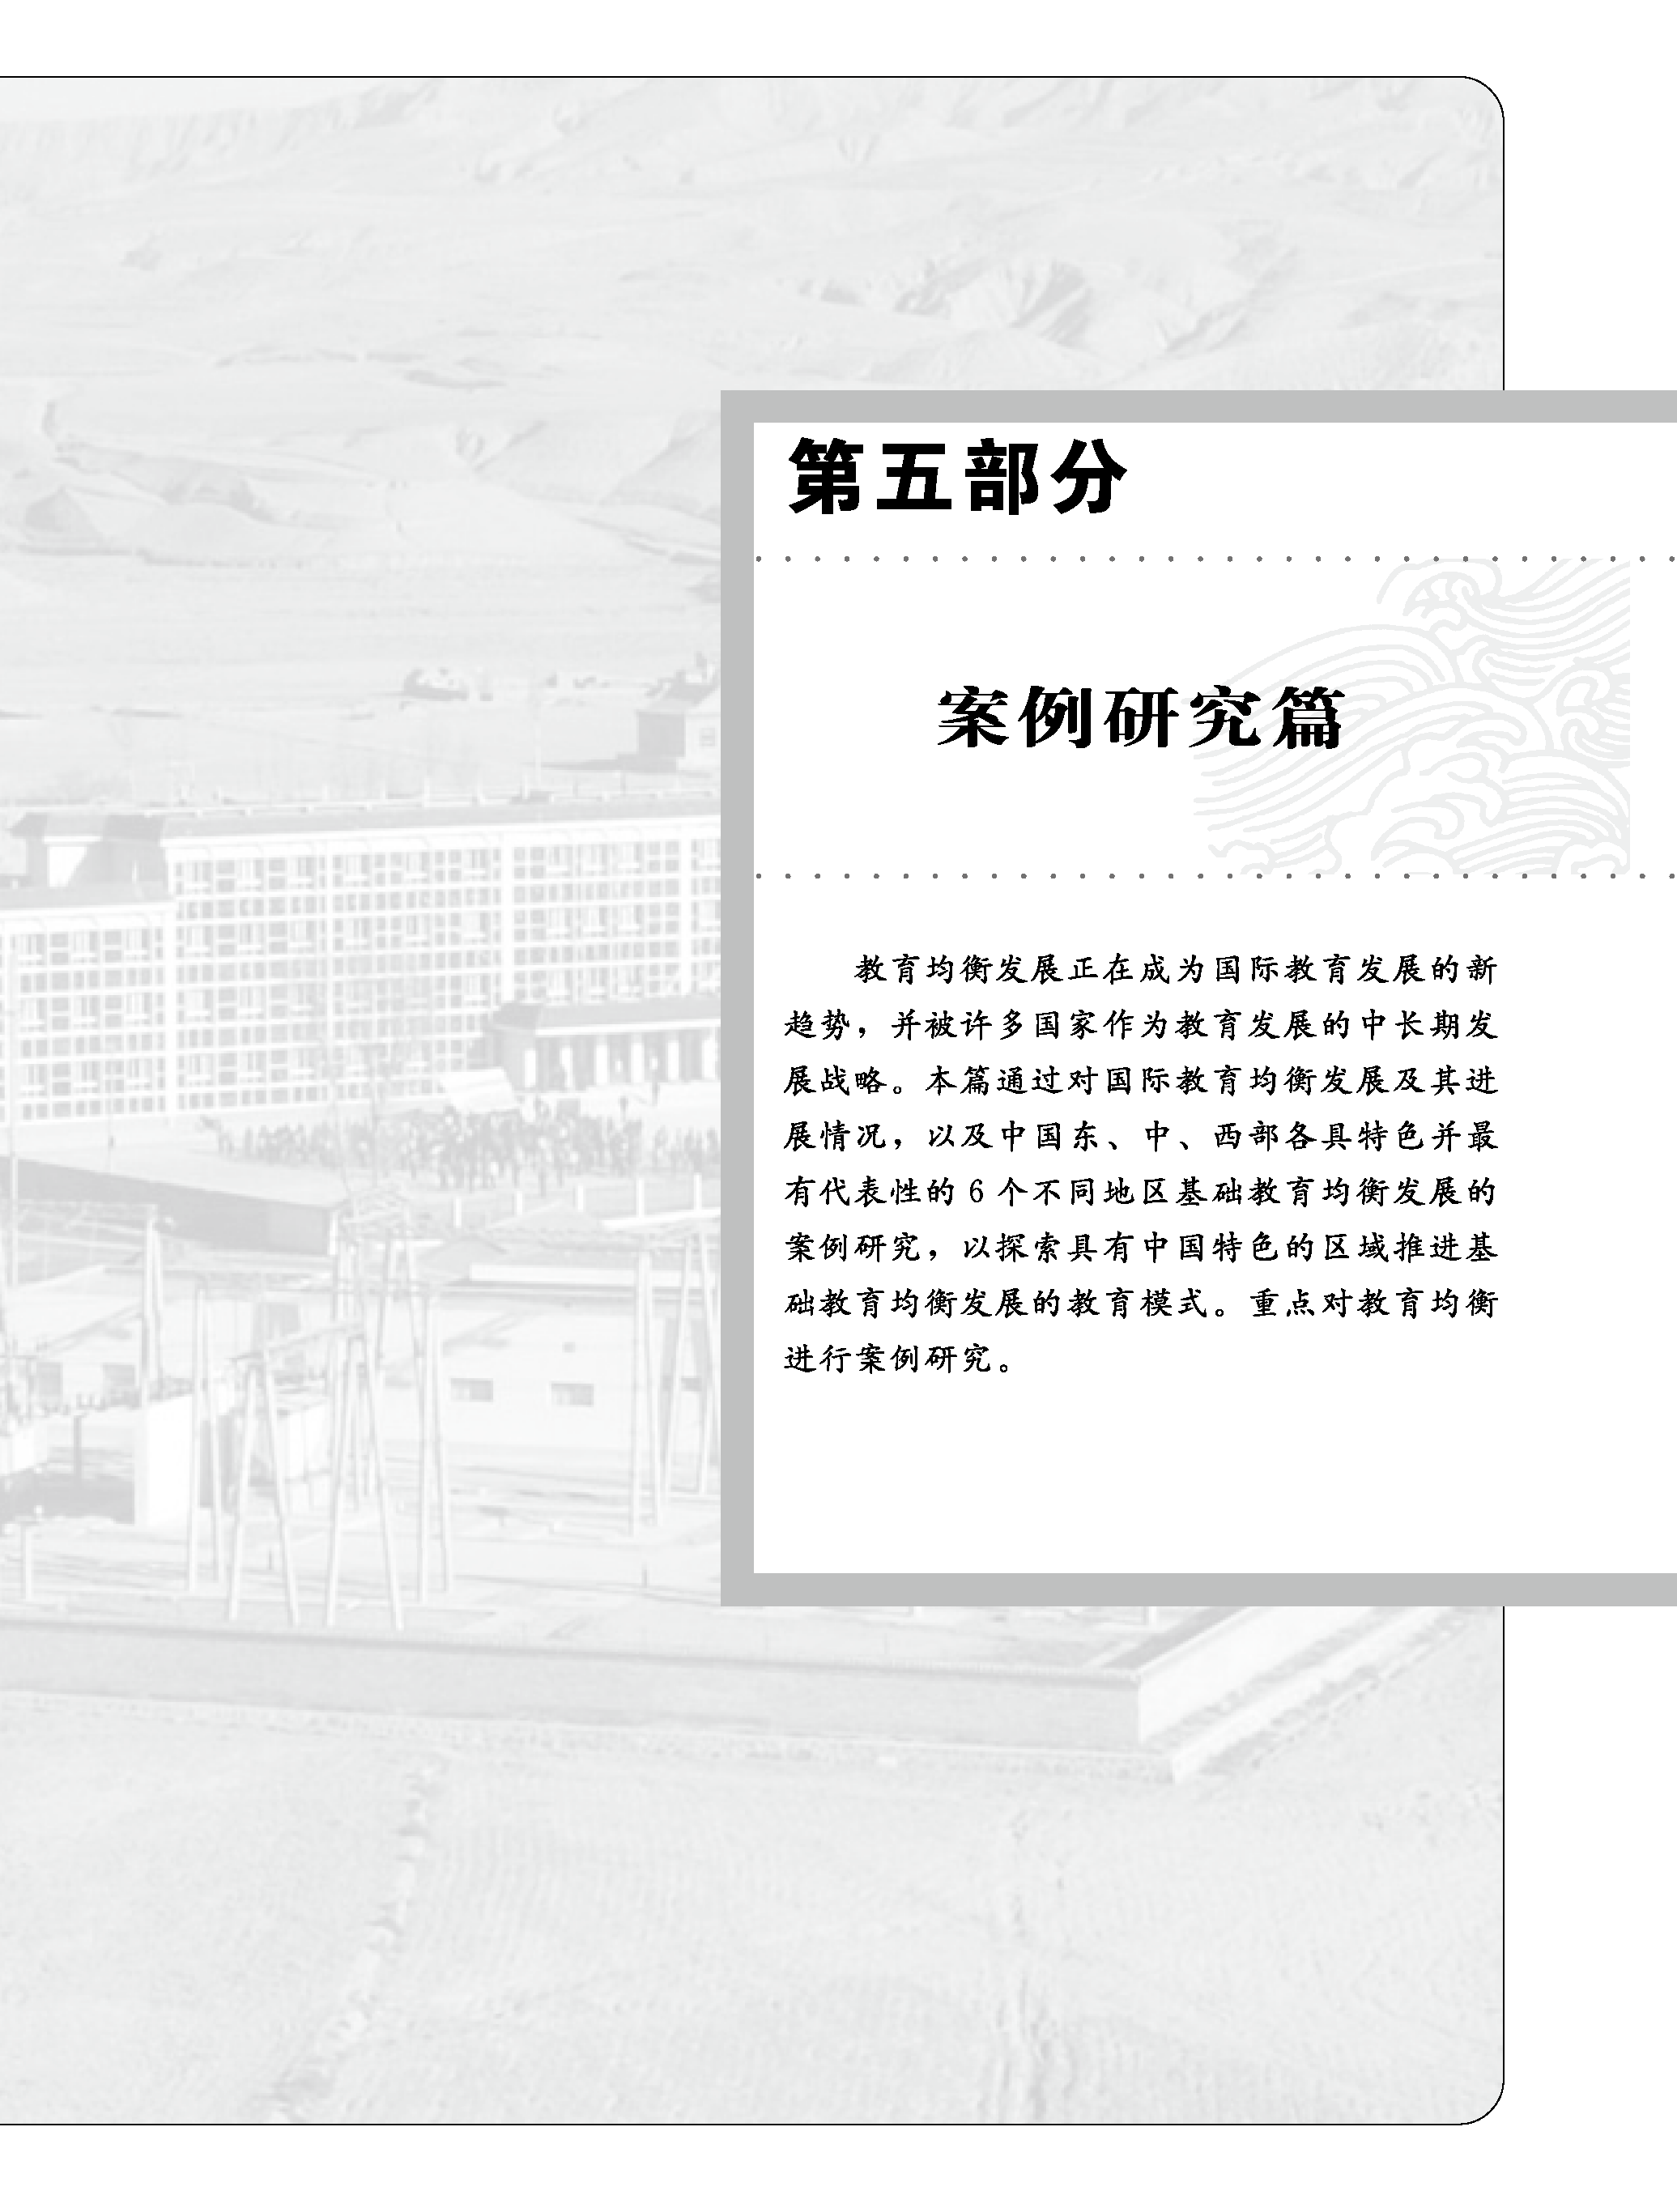 第五部分
案例研究篇
教育均衡发展正在成为国际教育发展的新
趋势，并被许多国家作为教育发展的中长期发
展战略。本篇通过对国际教育均衡发展及其进
展情况，以及中国东、中、西部各具特色并最
有代表性的 6 个不同地区基础教育均衡发展的
案例研究，以探索具有中国特色的区域推进基
础教育均衡发展的教育模式。重点对教育均衡
进行案例研究。